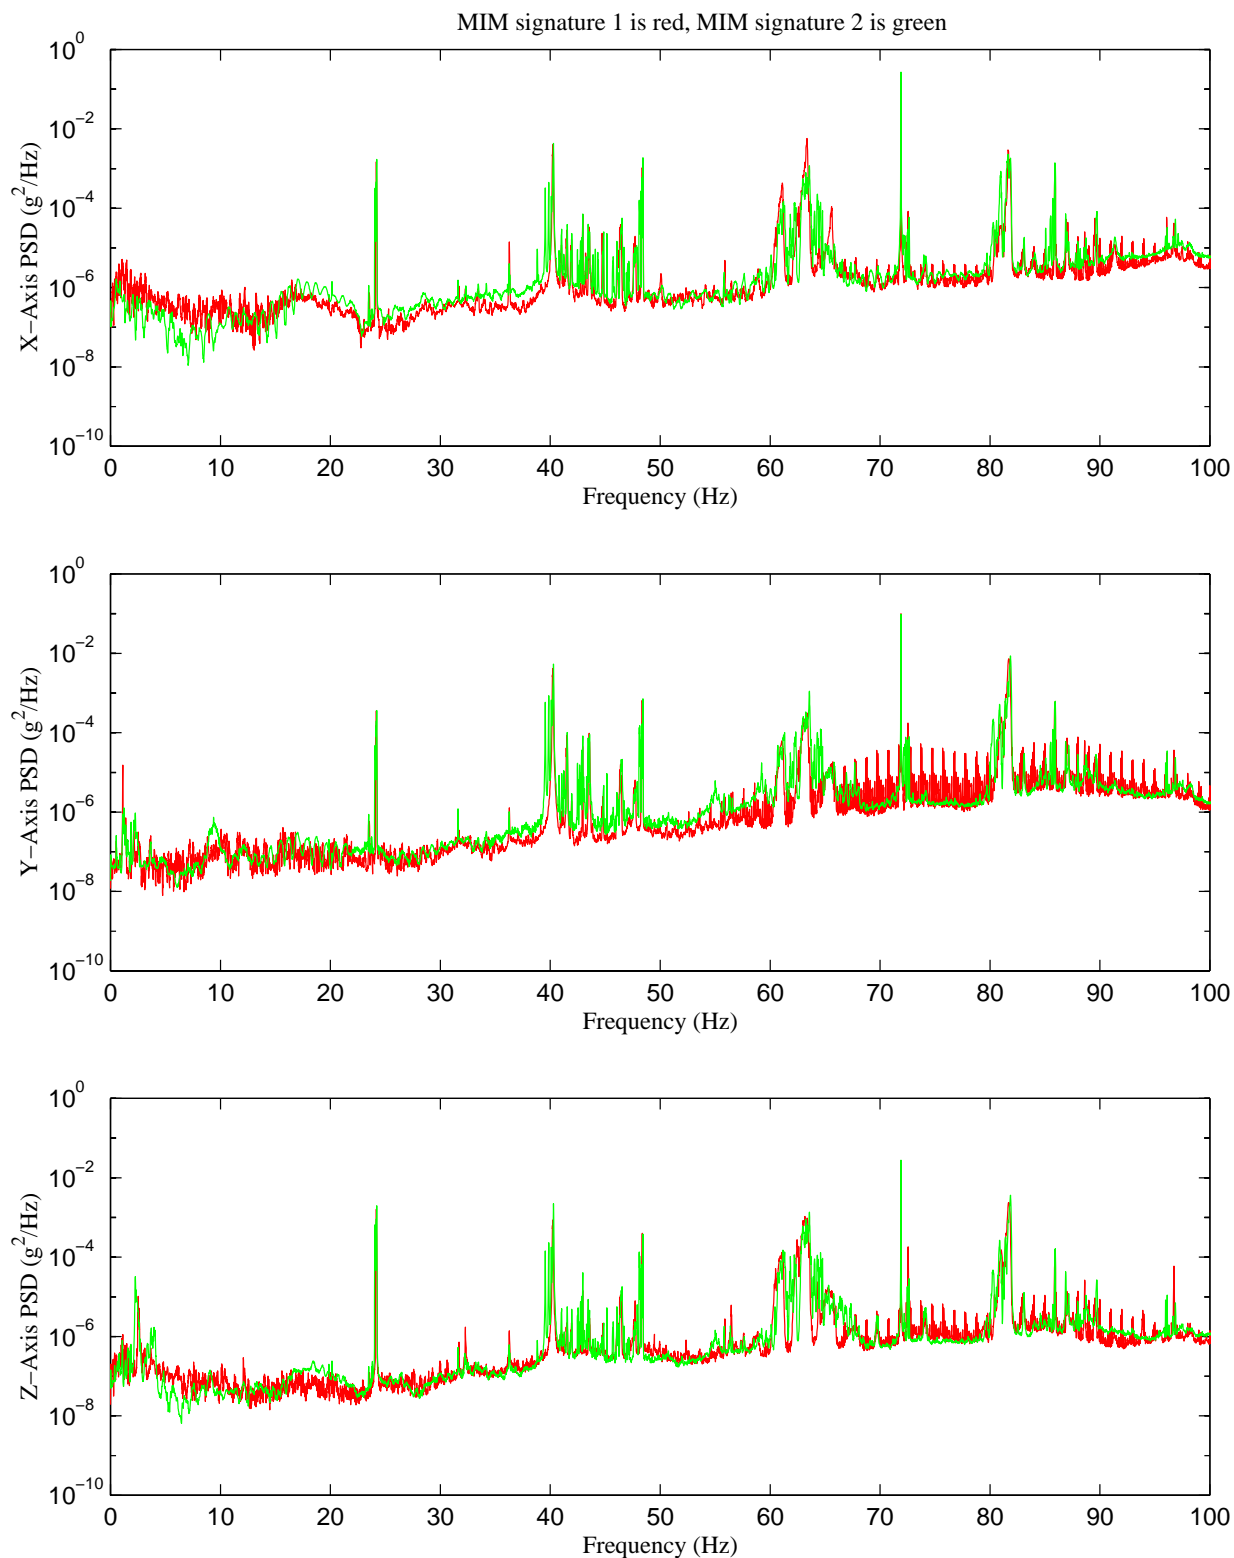 MIM signature 1 is red, MIM signature 2 is green
X−Axis PSD (g^2/Hz)
10^0
10^−2
10^−4
10^−6
10^−8
10^−10
0 10 20 30 40 50 60 70 80 90 100
Frequency (Hz)
Y−Axis PSD (g^2/Hz)
10^0
10^−2
10^−4
10^−6
10^−8
10^−10
0 10 20 30 40 50 60 70 80 90 100
Frequency (Hz)
Z−Axis PSD (g^2/Hz)
10^0
10^−2
10^−4
10^−6
10^−8
10^−10
0 10 20 30 40 50 60 70 80 90 100
Frequency (Hz)